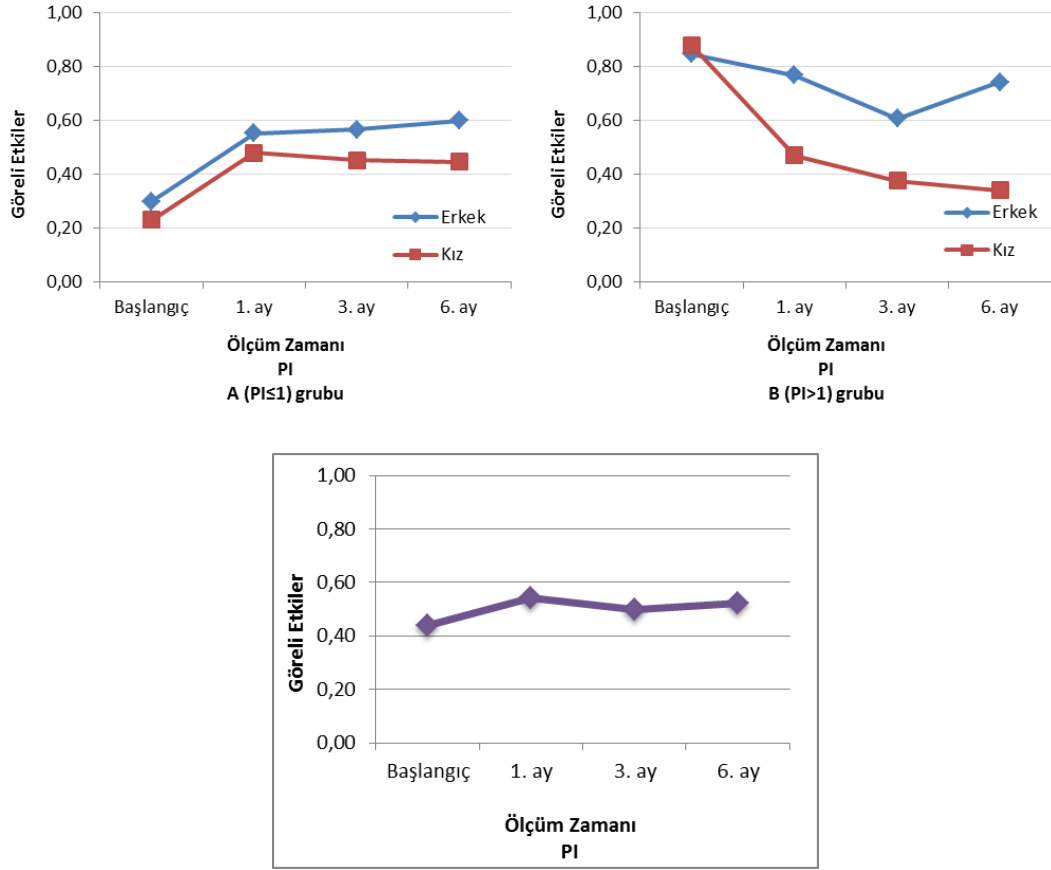 1,00
0,80
0,60
0,40
0,20
0,00
Göreli Etkiler
Erkek
Kız
Başlangıç 1. ay 3. ay 6. ay
Ölçüm Zamanı
PI
A (PI≤1) grubu
1,00
0,80
0,60
0,40
0,20
0,00
Göreli Etkiler
Erkek
Kız
Başlangıç 1. ay 3. ay 6. ay
Ölçüm Zamanı
PI
B (PI>1) grubu
1,00
0,80
0,60
0,40
0,20
0,00
Göreli Etkiler
Başlangıç 1. ay 3. ay 6. ay
Ölçüm Zamanı
PI